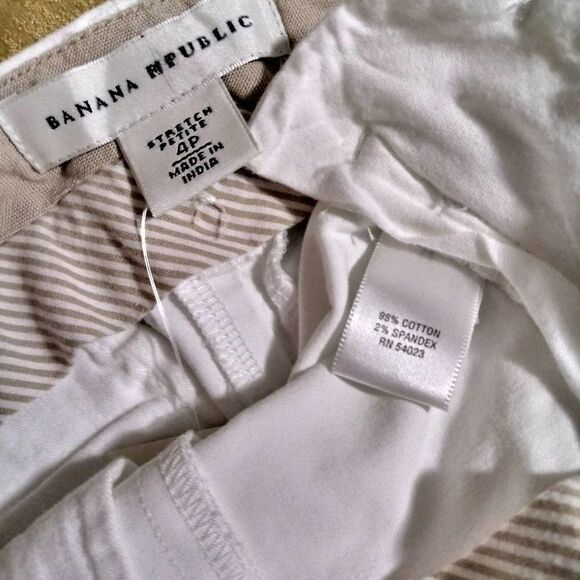 BANANA REPUBLIC
STRETCH
PETITE
4P
MADE IN
INDIA
98% COTTON
2% SPANDEX
RN 54023